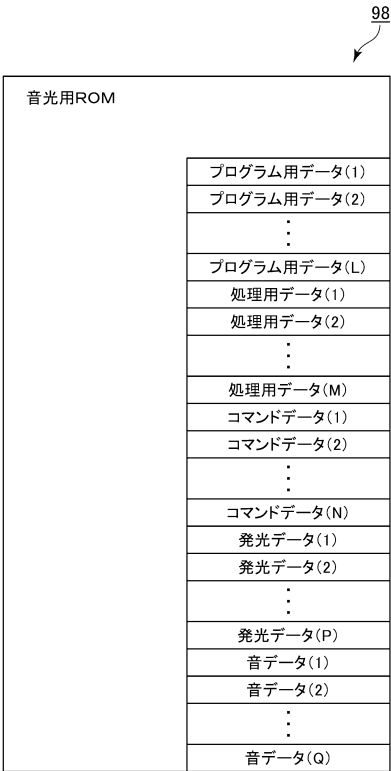 98
音光用ROM
プログラム用データ(1)
プログラム用データ(2)
⋮
プログラム用データ(L)
処理用データ(1)
処理用データ(2)
⋮
処理用データ(M)
コマンドデータ(1)
コマンドデータ(2)
⋮
コマンドデータ(N)
発光データ(1)
発光データ(2)
⋮
発光データ(P)
音データ(1)
音データ(2)
⋮
音データ(Q)